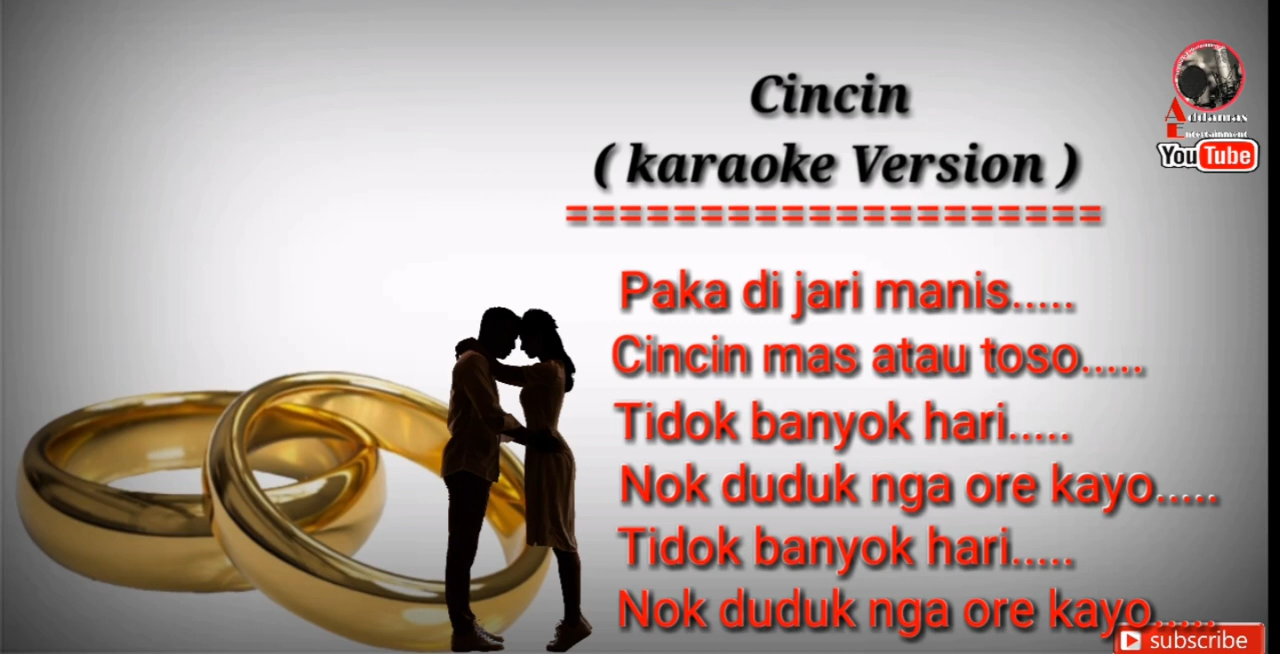 Cincin
( karaoke Version )
====================
Paka di jari manis.....
Cincin mas atau toso.....
Tidok banyok hari.....
Nok duduk nga ore kayo.....
Tidok banyok hari.....
Nok duduk nga ore kayo.....
Entertainment
YouTube
subscribe